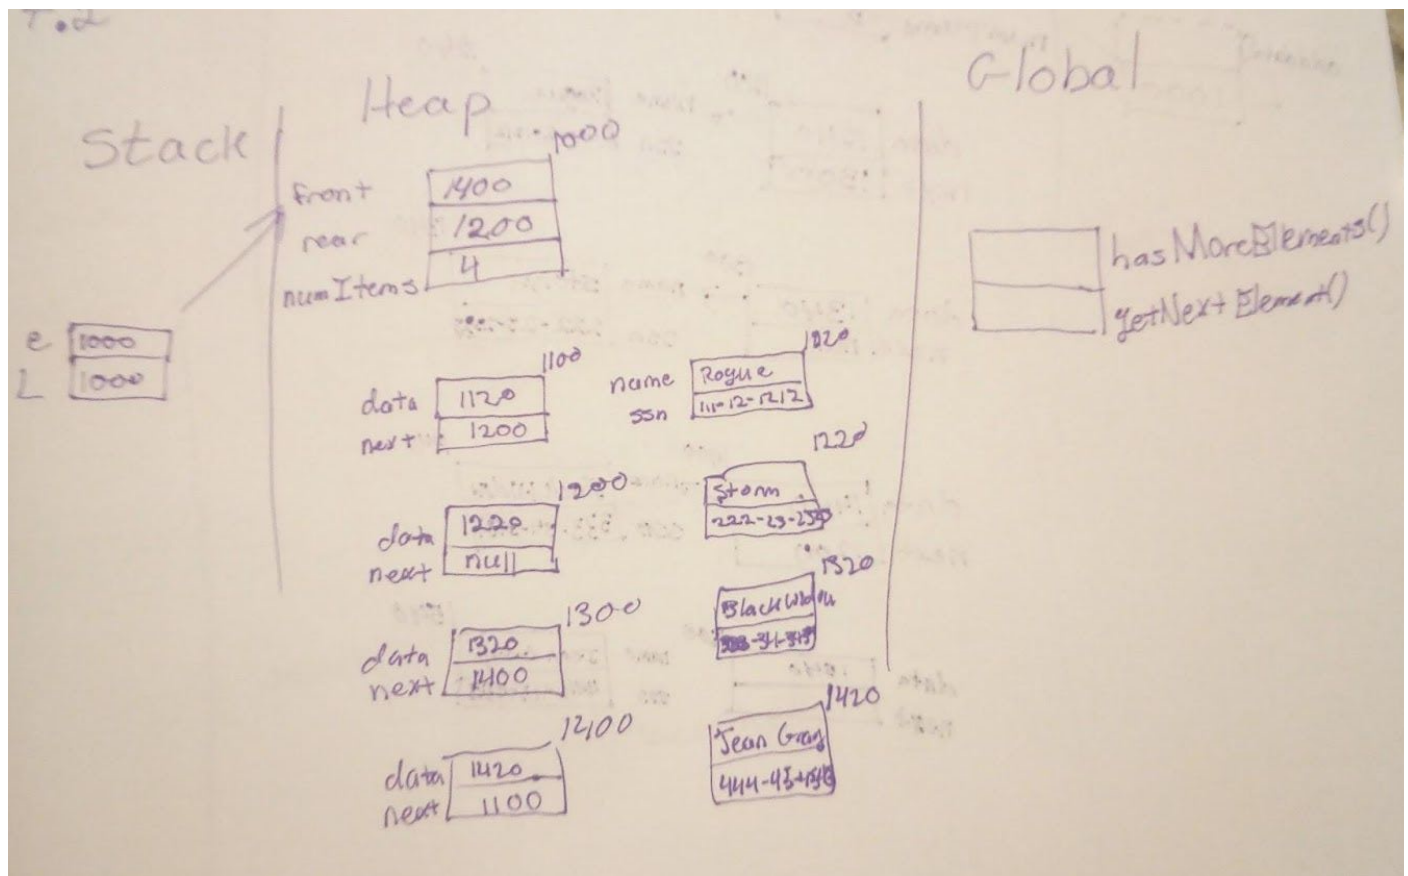 Stack
Heap
Global
1000
front 1400
rear 1200
numItems 4
e 1000
L 1000
hasMoreElements()
getNextElement()
1100
data 1120
next 1200
name Rogue
ssn 111-12-1212
1200
data 1220
next null
1220
Storm
1300
data 1320
next 1400
1320
Black
1400
data 1420
next 1100
1420
Jean Gray